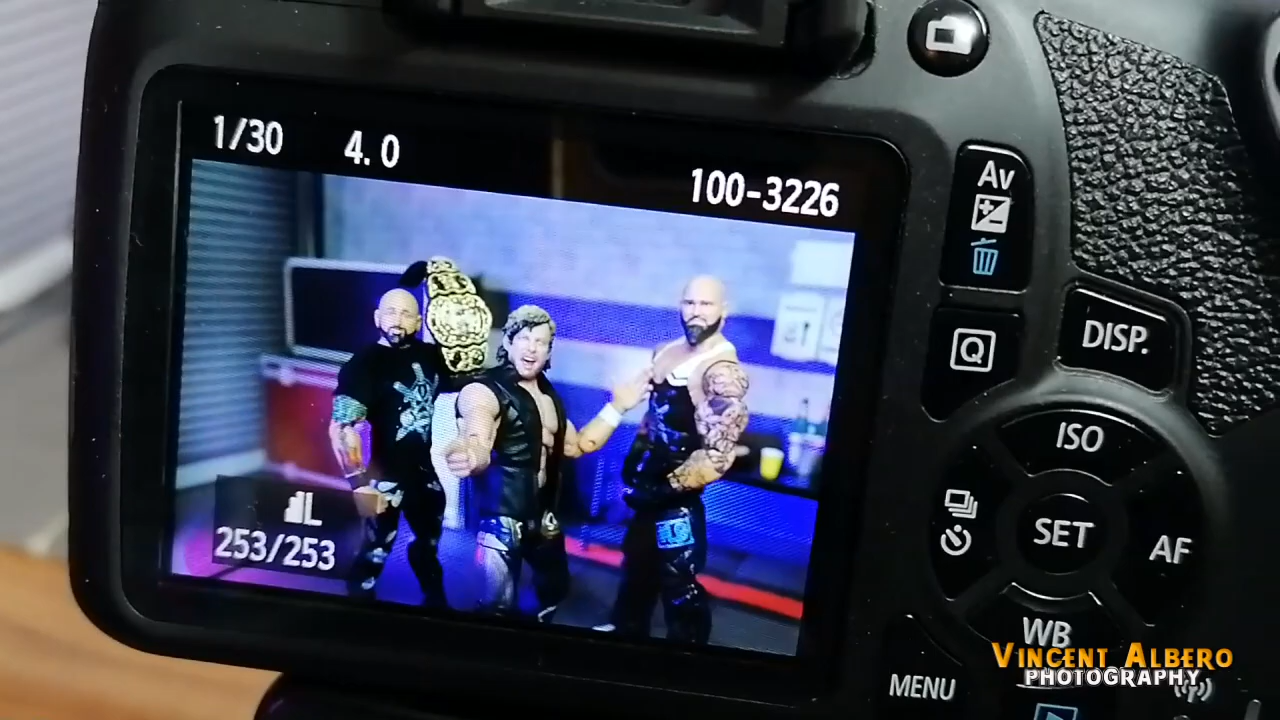 1/30 4.0
100-3226
L
253/253
Av
Q
DISP.
ISO
SET
AF
WB
MENU
VINCENT ALBERO
PHOTOGRAPHY